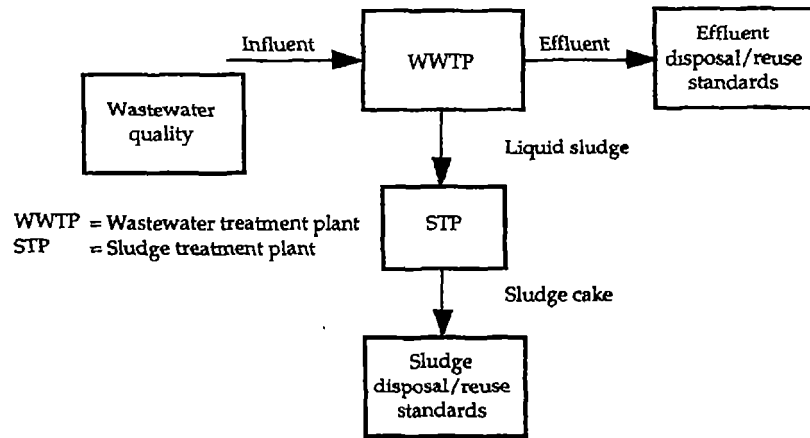 Influent
WWTP
Effluent
Effluent
disposal/reuse
standards
Wastewater
quality
Liquid sludge
WWTP = Wastewater treatment plant
STP = Sludge treatment plant
STP
Sludge cake
Sludge
disposal/reuse
standards